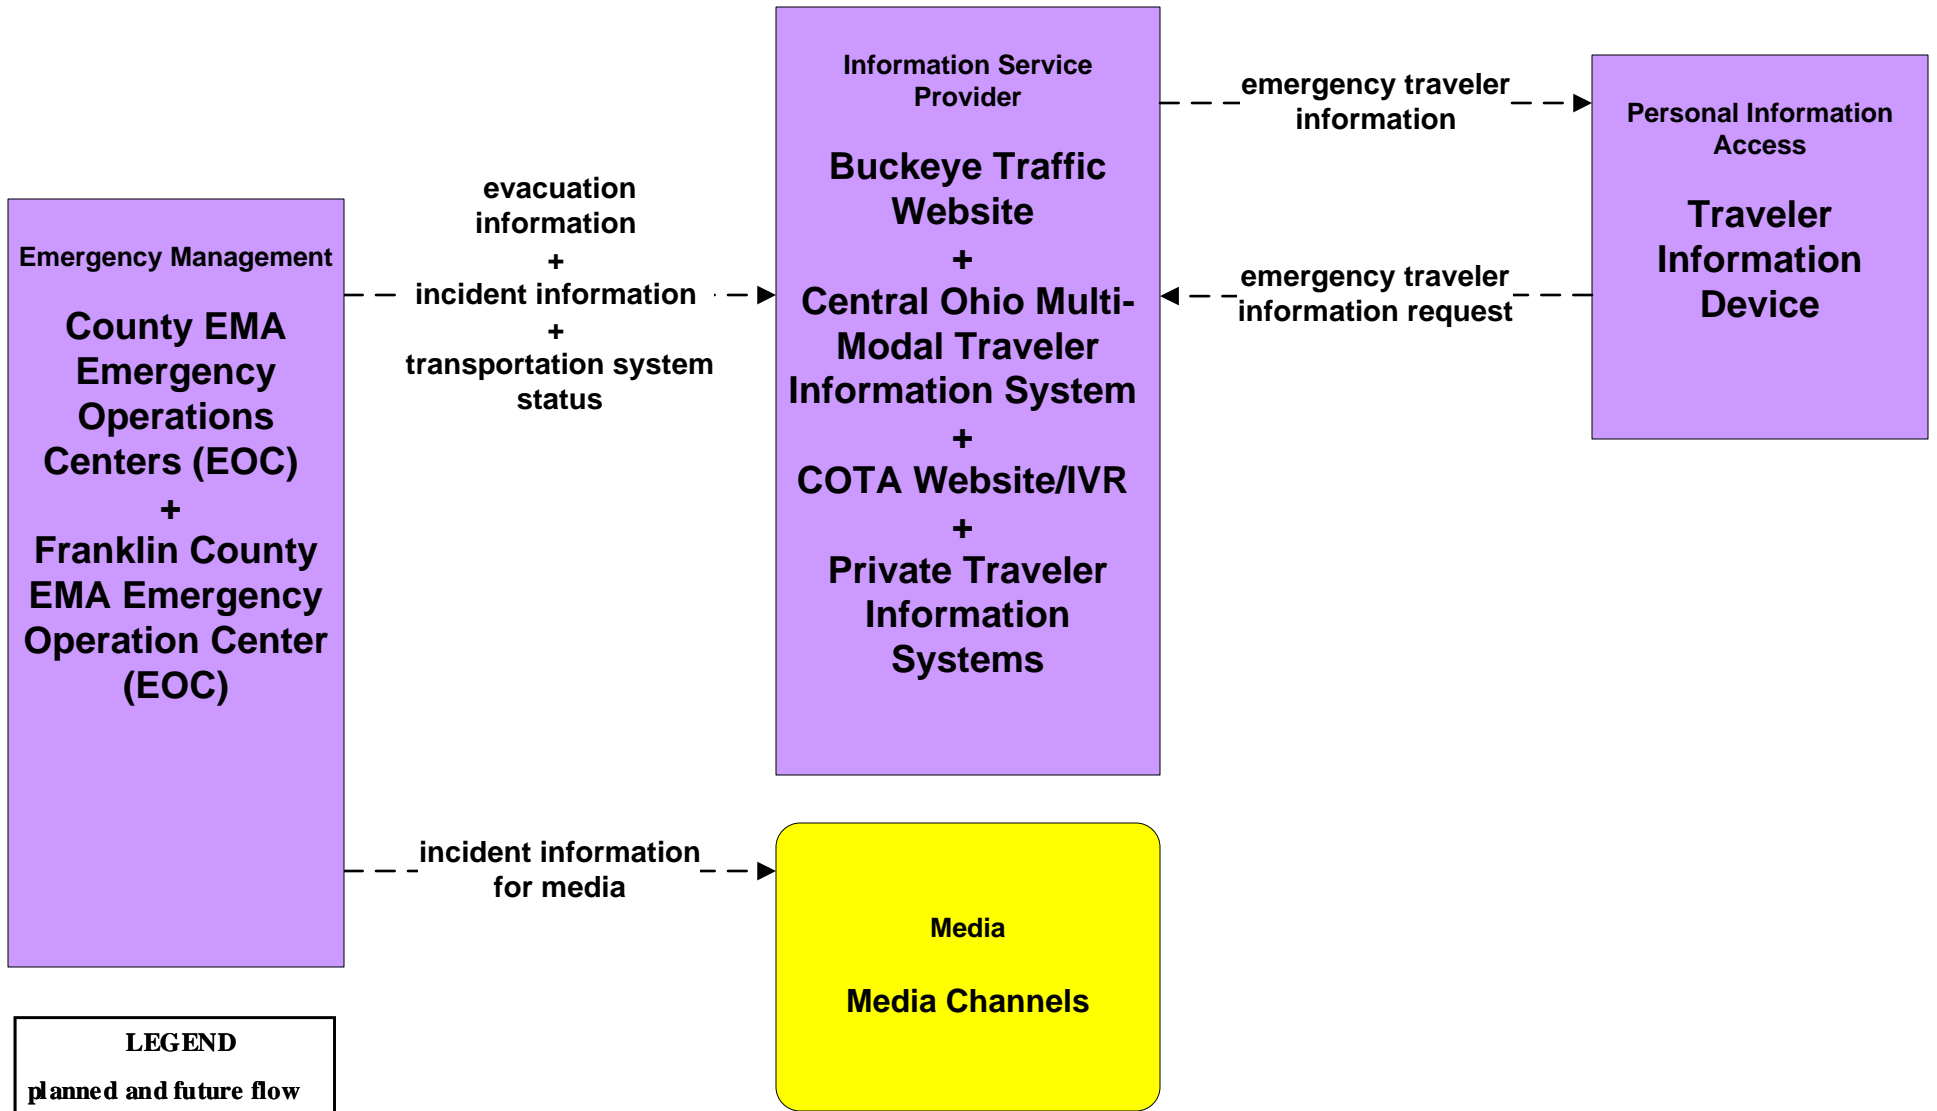 Emergency Management
County EMA
Emergency
Operations
Centers (EOC)
+
Franklin County
EMA Emergency
Operation Center
(EOC)
evacuation
information
+
incident information
+
transportation system
status
incident information
for media
Information Service
Provider
Buckeye Traffic
Website
+
Central Ohio Multi-
Modal Traveler
Information System
+
COTA Website/IVR
+
Private Traveler
Information
Systems
Media
Media Channels
emergency traveler
information
emergency traveler
information request
Personal Information
Access
Traveler
Information
Device
LEGEND
planned and future flow